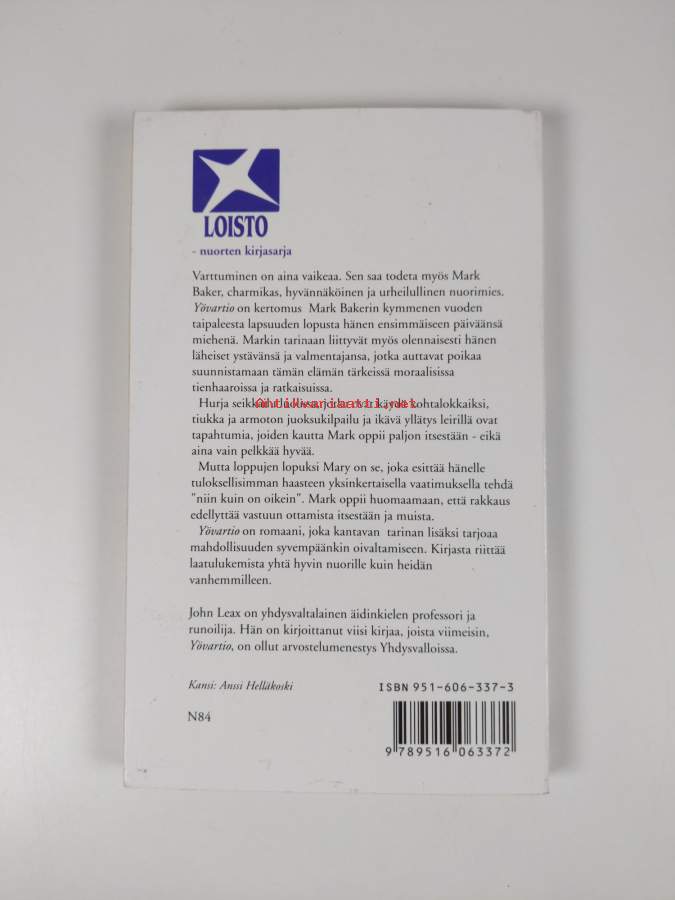 LOISTO
- nuorten kirjasarja
Varttuminen on aina vaikeaa. Sen saa todeta myös Mark
Baker, charmikas, hyvännäköinen ja urheilullinen nuorimies.
Yövartio on kertomus Mark Bakerin kymmenen vuoden
taipaleesta lapsuuden lopusta hänen ensimmäiseen päiväänsä
miehenä. Markin tarinaan liittyvät myös olennaisesti hänen
läheiset ystävänsä ja valmentajansa, jotka auttavat poikaa
suunnistamaan tämän elämän tärkeissä moraalisissa
tienhaaroissa ja ratkaisuissa.
Hurja seikkailu luolissa, joka oli käydä kohtalokkaiksi,
Antikvariaatti.net
tiukka ja armoton juoksukilpailu ja ikävä yllätys leirillä ovat
tapahtumia, joiden kautta Mark oppii paljon itsestään - eikä
aina vain pelkkää hyvää.
Mutta loppujen lopuksi Mary on se, joka esittää hänelle
tuloksellisimman haasteen yksinkertaisella vaatimuksella tehdä
"niin kuin on oikein". Mark oppii huomaamaan, että rakkaus
edellyttää vastuun ottamista itsestään ja muista.
Yövartio on romaani, joka kantavan tarinan lisäksi tarjoaa
mahdollisuuden syvempäänkin oivaltamiseen. Kirjasta riittää
laatulukemista yhtä hyvin nuorille kuin heidän
vanhemmilleen.
John Leax on yhdysvaltalainen äidinkielen professori ja
runoilija. Hän on kirjoittanut viisi kirjaa, joista viimeisin,
Yövartio, on ollut arvostelumenestys Yhdysvalloissa.
Kansi: Anssi Helläkoski
ISBN 951-606-337-3
N84
9 789516 063372